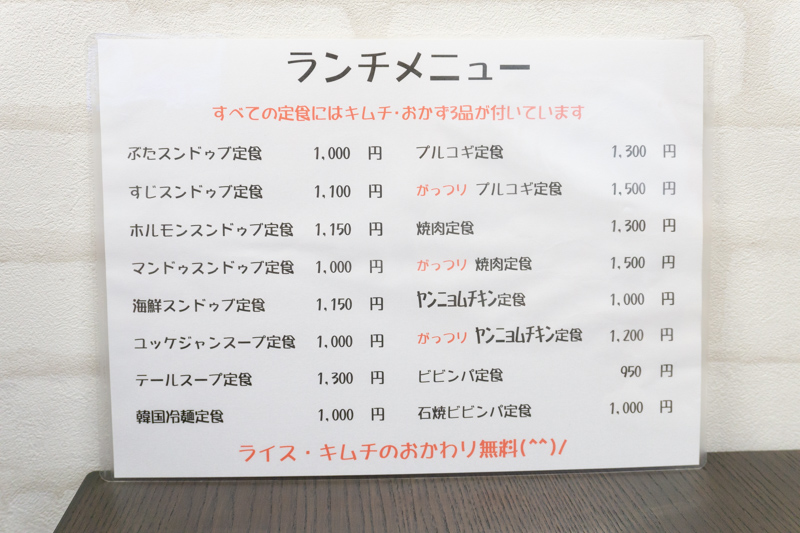 ランチメニュー
すべての定食にはキムチ・おかず3品が付いています
ぶたスンドゥブ定食 1,000 円
すじスンドゥブ定食 1,100 円
ホルモンスンドゥブ定食 1,150 円
マンドゥスンドゥブ定食 1,000 円
海鮮スンドゥブ定食 1,150 円
ユッケジャンスープ定食 1,000 円
テールスープ定食 1,300 円
韓国冷麺定食 1,000 円
プルコギ定食 1,300 円
がっつり プルコギ定食 1,500 円
焼肉定食 1,300 円
がっつり 焼肉定食 1,500 円
ヤンニョムチキン定食 1,000 円
がっつり ヤンニョムチキン定食 1,200 円
ビビンバ定食 950 円
石焼ビビンバ定食 1,000 円
ライス・キムチのおかわり無料(^^)/